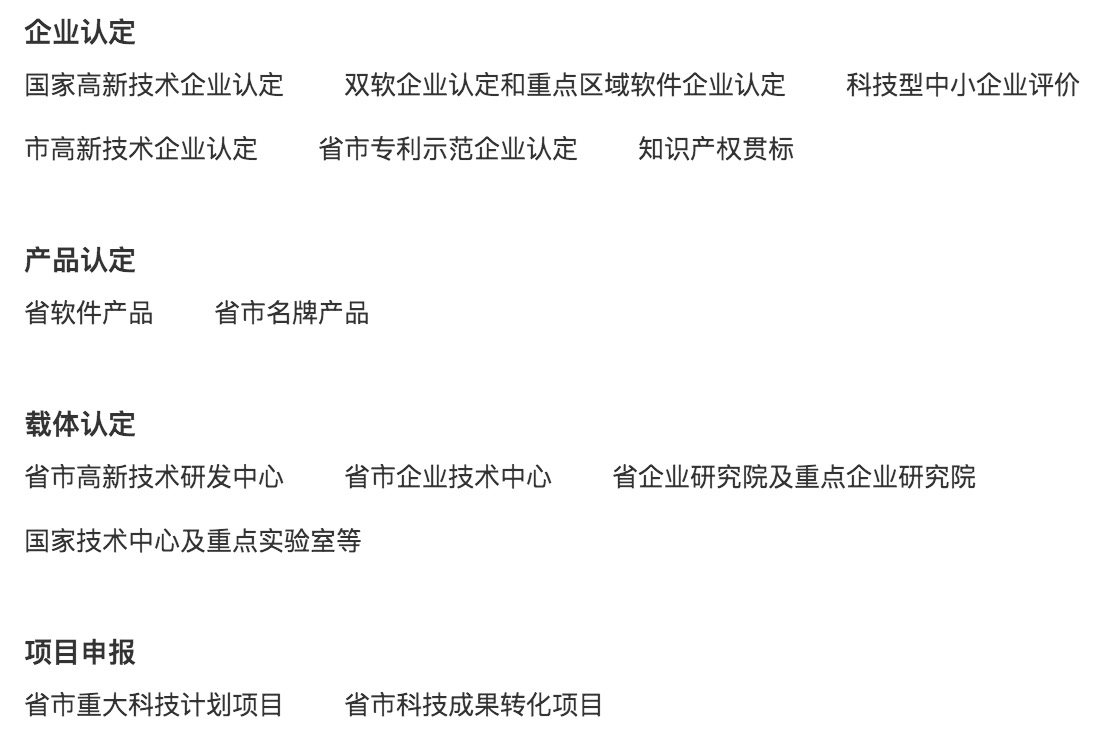 企业认定
国家高新技术企业认定 双软企业认定和重点区域软件企业认定 科技型中小企业评价
市高新技术企业认定 省市专利示范企业认定 知识产权贯标
产品认定
省软件产品 省市名牌产品
载体认定
省市高新技术研发中心 省市企业技术中心 省企业研究院及重点企业研究院
国家技术中心及重点实验室等
项目申报
省市重大科技计划项目 省市科技成果转化项目